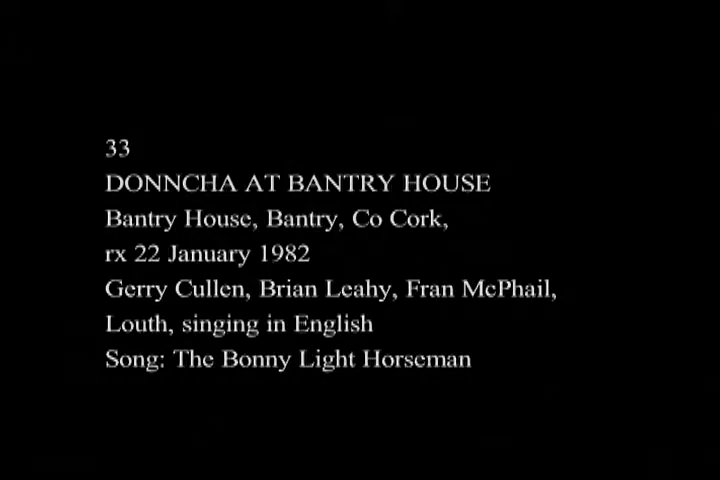 33
DONNCHA AT BANTRY HOUSE
Bantry House, Bantry, Co Cork,
rx 22 January 1982
Gerry Cullen, Brian Leahy, Fran McPhail,
Louth, singing in English
Song: The Bonny Light Horseman